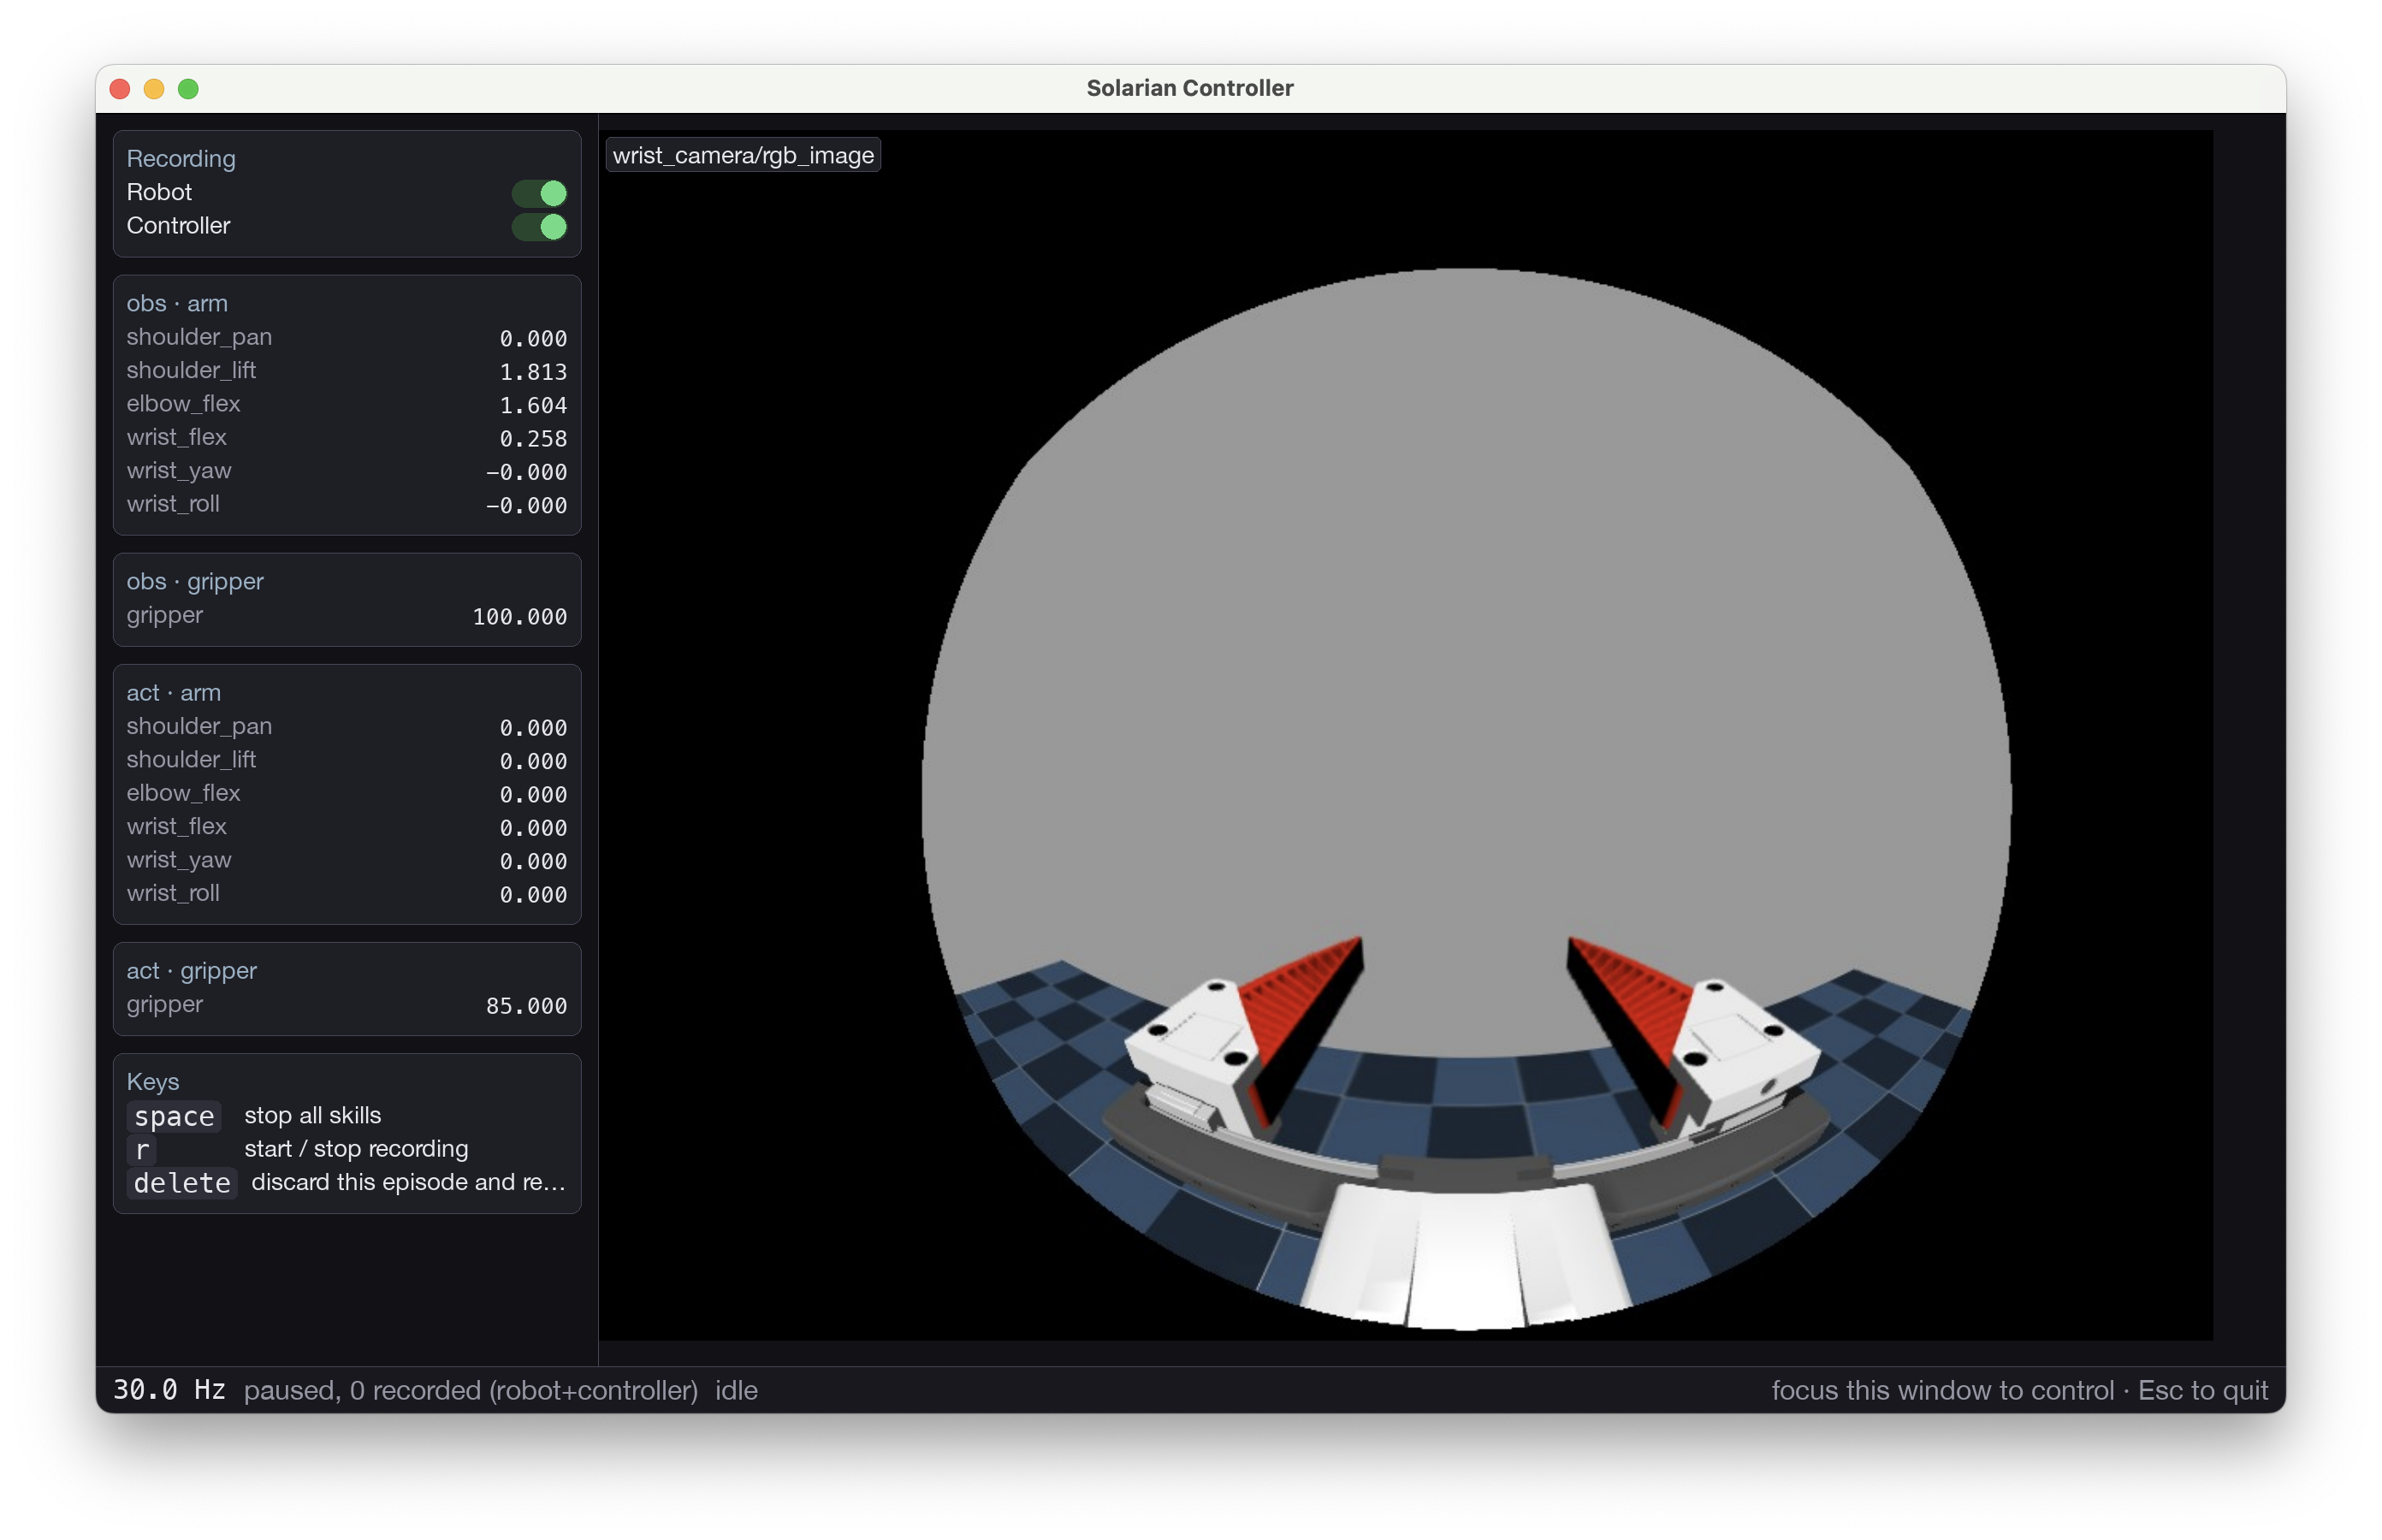 Solarian Controller
Recording
Robot
Controller
obs · arm
shoulder_pan 0.000
shoulder_lift 1.813
elbow_flex 1.604
wrist_flex 0.258
wrist_yaw −0.000
wrist_roll −0.000
obs · gripper
gripper 100.000
act · arm
shoulder_pan 0.000
shoulder_lift 0.000
elbow_flex 0.000
wrist_flex 0.000
wrist_yaw 0.000
wrist_roll 0.000
act · gripper
gripper 85.000
Keys
space stop all skills
r start / stop recording
delete discard this episode and re…
wrist_camera/rgb_image
30.0 Hz paused, 0 recorded (robot+controller) idle
focus this window to control · Esc to quit